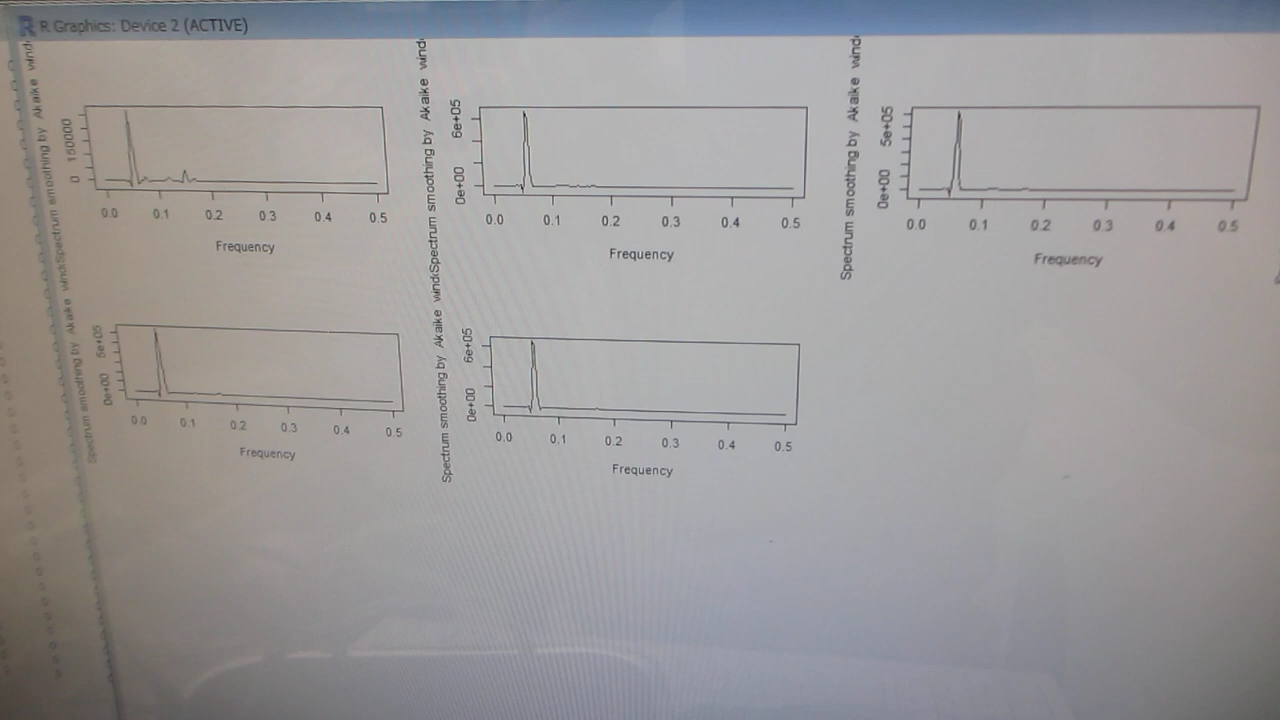 R Graphics: Device 2 (ACTIVE)
Spectrum smoothing by Akaike wind
0 150000
0.0 0.1 0.2 0.3 0.4 0.5
Frequency
Spectrum smoothing by Akaike wind
0e+00 6e+05
0.0 0.1 0.2 0.3 0.4 0.5
Frequency
Spectrum smoothing by Akaike wind
0e+00 5e+05
0.0 0.1 0.2 0.3 0.4 0.5
Frequency
Spectrum smoothing by Akaike wind
0e+00 5e+05
0.0 0.1 0.2 0.3 0.4 0.5
Frequency
Spectrum smoothing by Akaike wind
0e+00 6e+05
0.0 0.1 0.2 0.3 0.4 0.5
Frequency